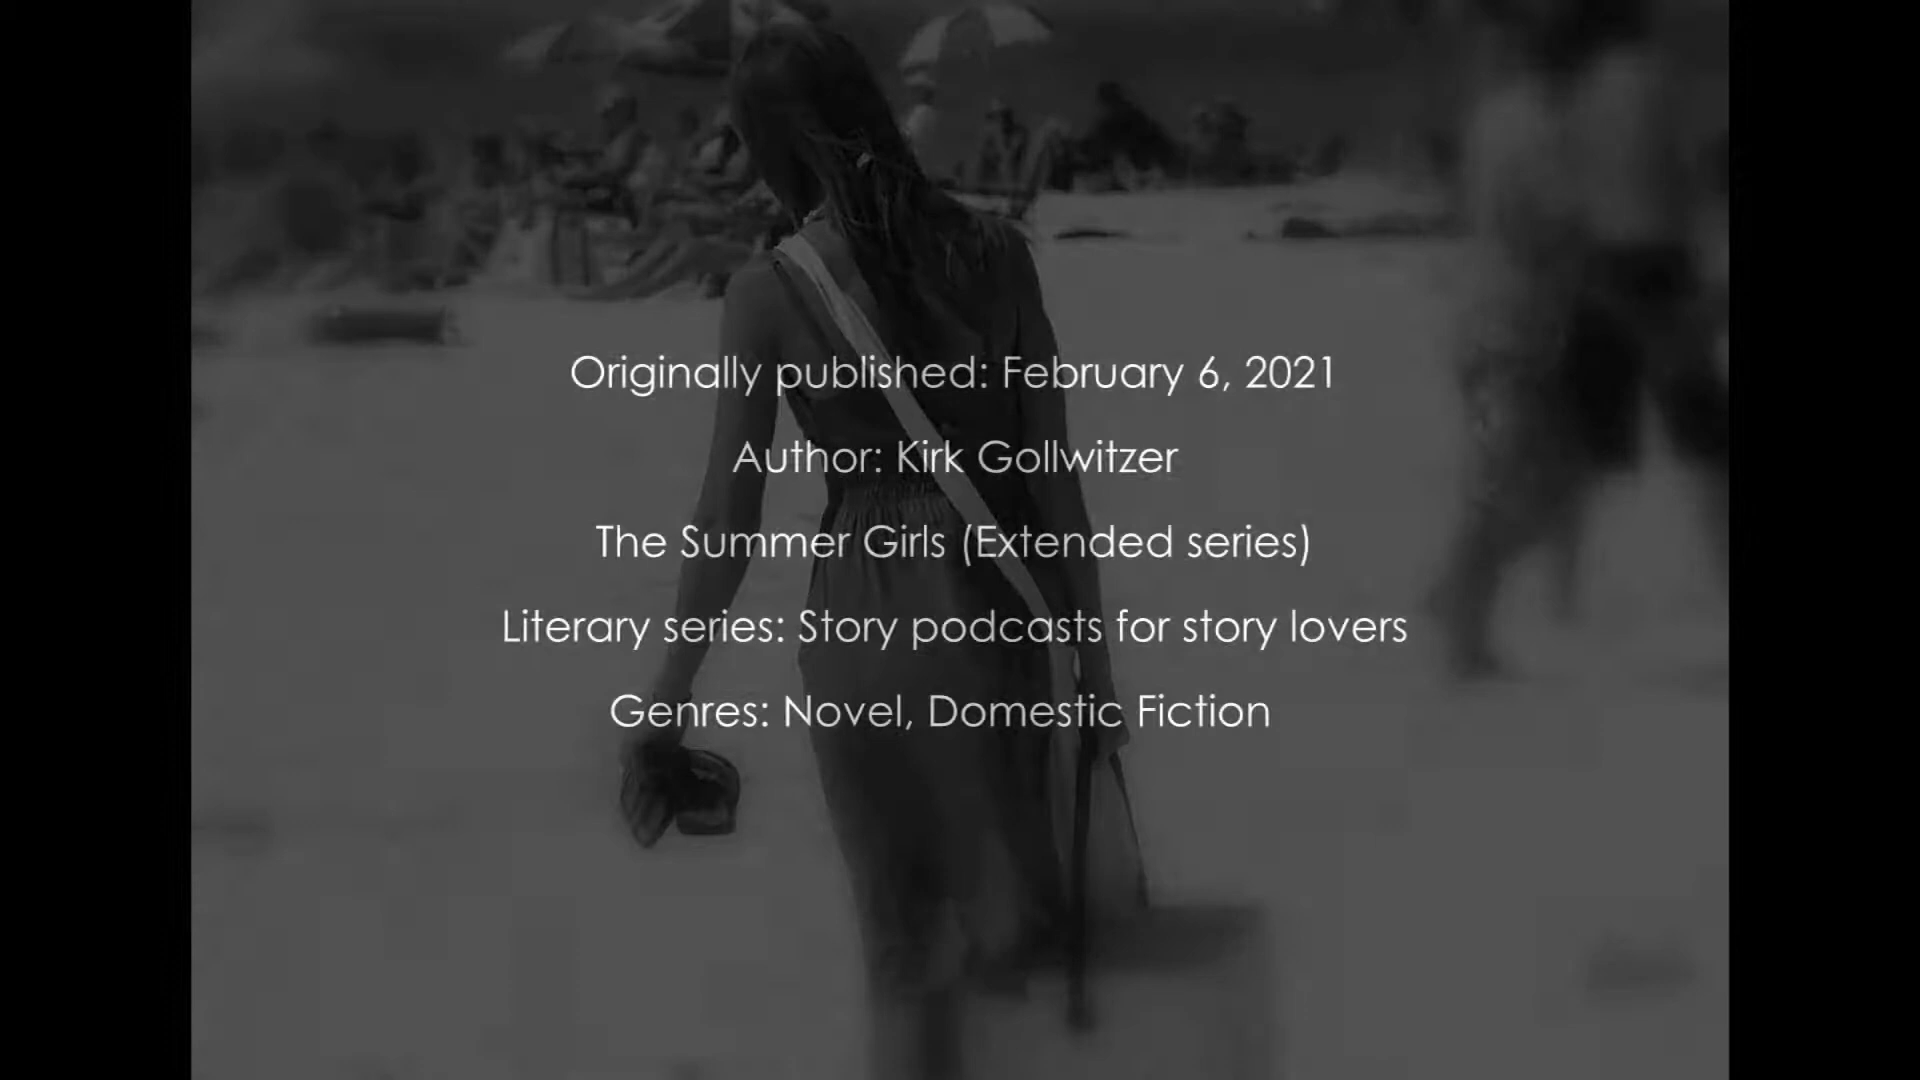 Originally published: February 6, 2021
Author: Kirk Gollwitzer
The Summer Girls (Extended series)
Literary series: Story podcasts for story lovers
Genres: Novel, Domestic Fiction